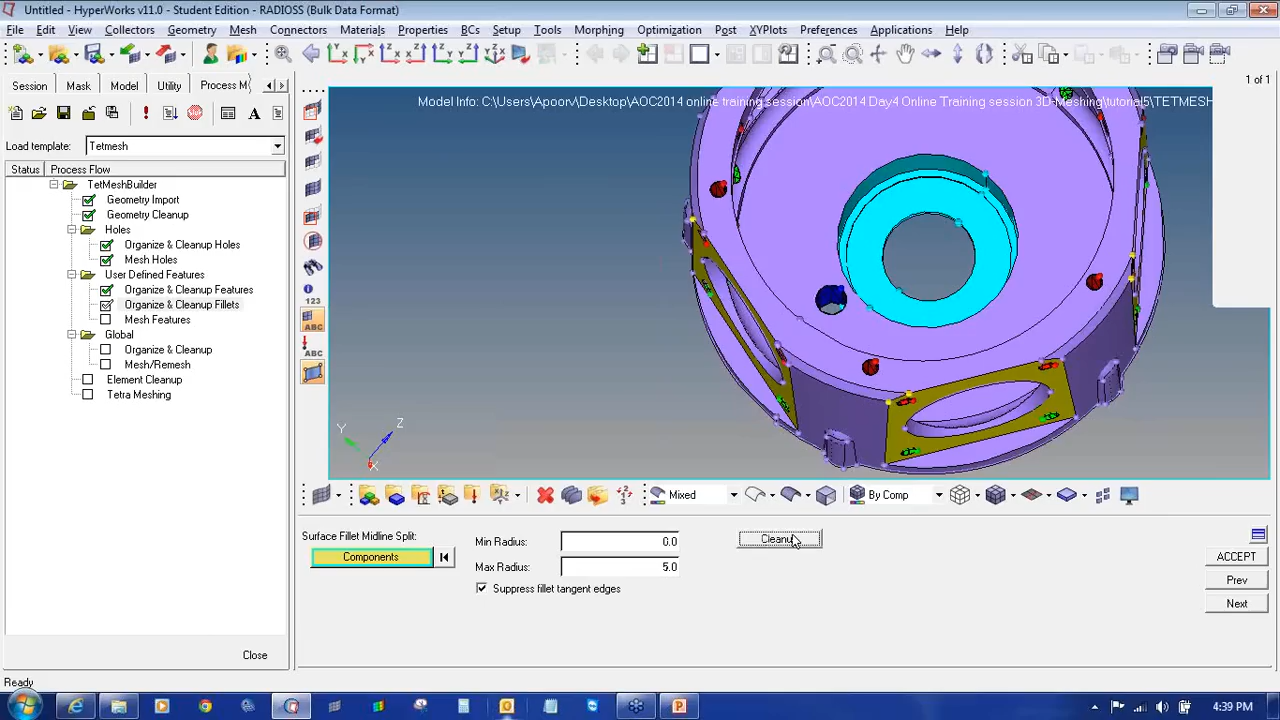 Untitled - HyperWorks v11.0 - Student Edition - RADIOSS (Bulk Data Format)
File Edit View Collectors Geometry Mesh Connectors Materials Properties BCs Setup Tools Morphing Optimization Post XYPlots Preferences Applications Help
Session Mask Model Utility Process M
1 of 1
Model Info: C:\Users\Apoorv\Desktop\AOC2014 online training session\AOC2014 Day4 Online Training session 3D-Meshing\tutorial5\TETMESH
Load template: Tetmesh
Status Process Flow
TetMeshBuilder
Geometry Import
Geometry Cleanup
Holes
Organize & Cleanup Holes
Mesh Holes
User Defined Features
Organize & Cleanup Features
Organize & Cleanup Fillets
Mesh Features
Global
Organize & Cleanup
Mesh/Remesh
Element Cleanup
Tetra Meshing
Close
123
ABC
ABC
Y Z X
Mixed By Comp
Surface Fillet Midline Split:
Components
Min Radius: 0.0
Max Radius: 5.0
Suppress fillet tangent edges
Cleanup
ACCEPT
Prev
Next
Ready
4:39 PM